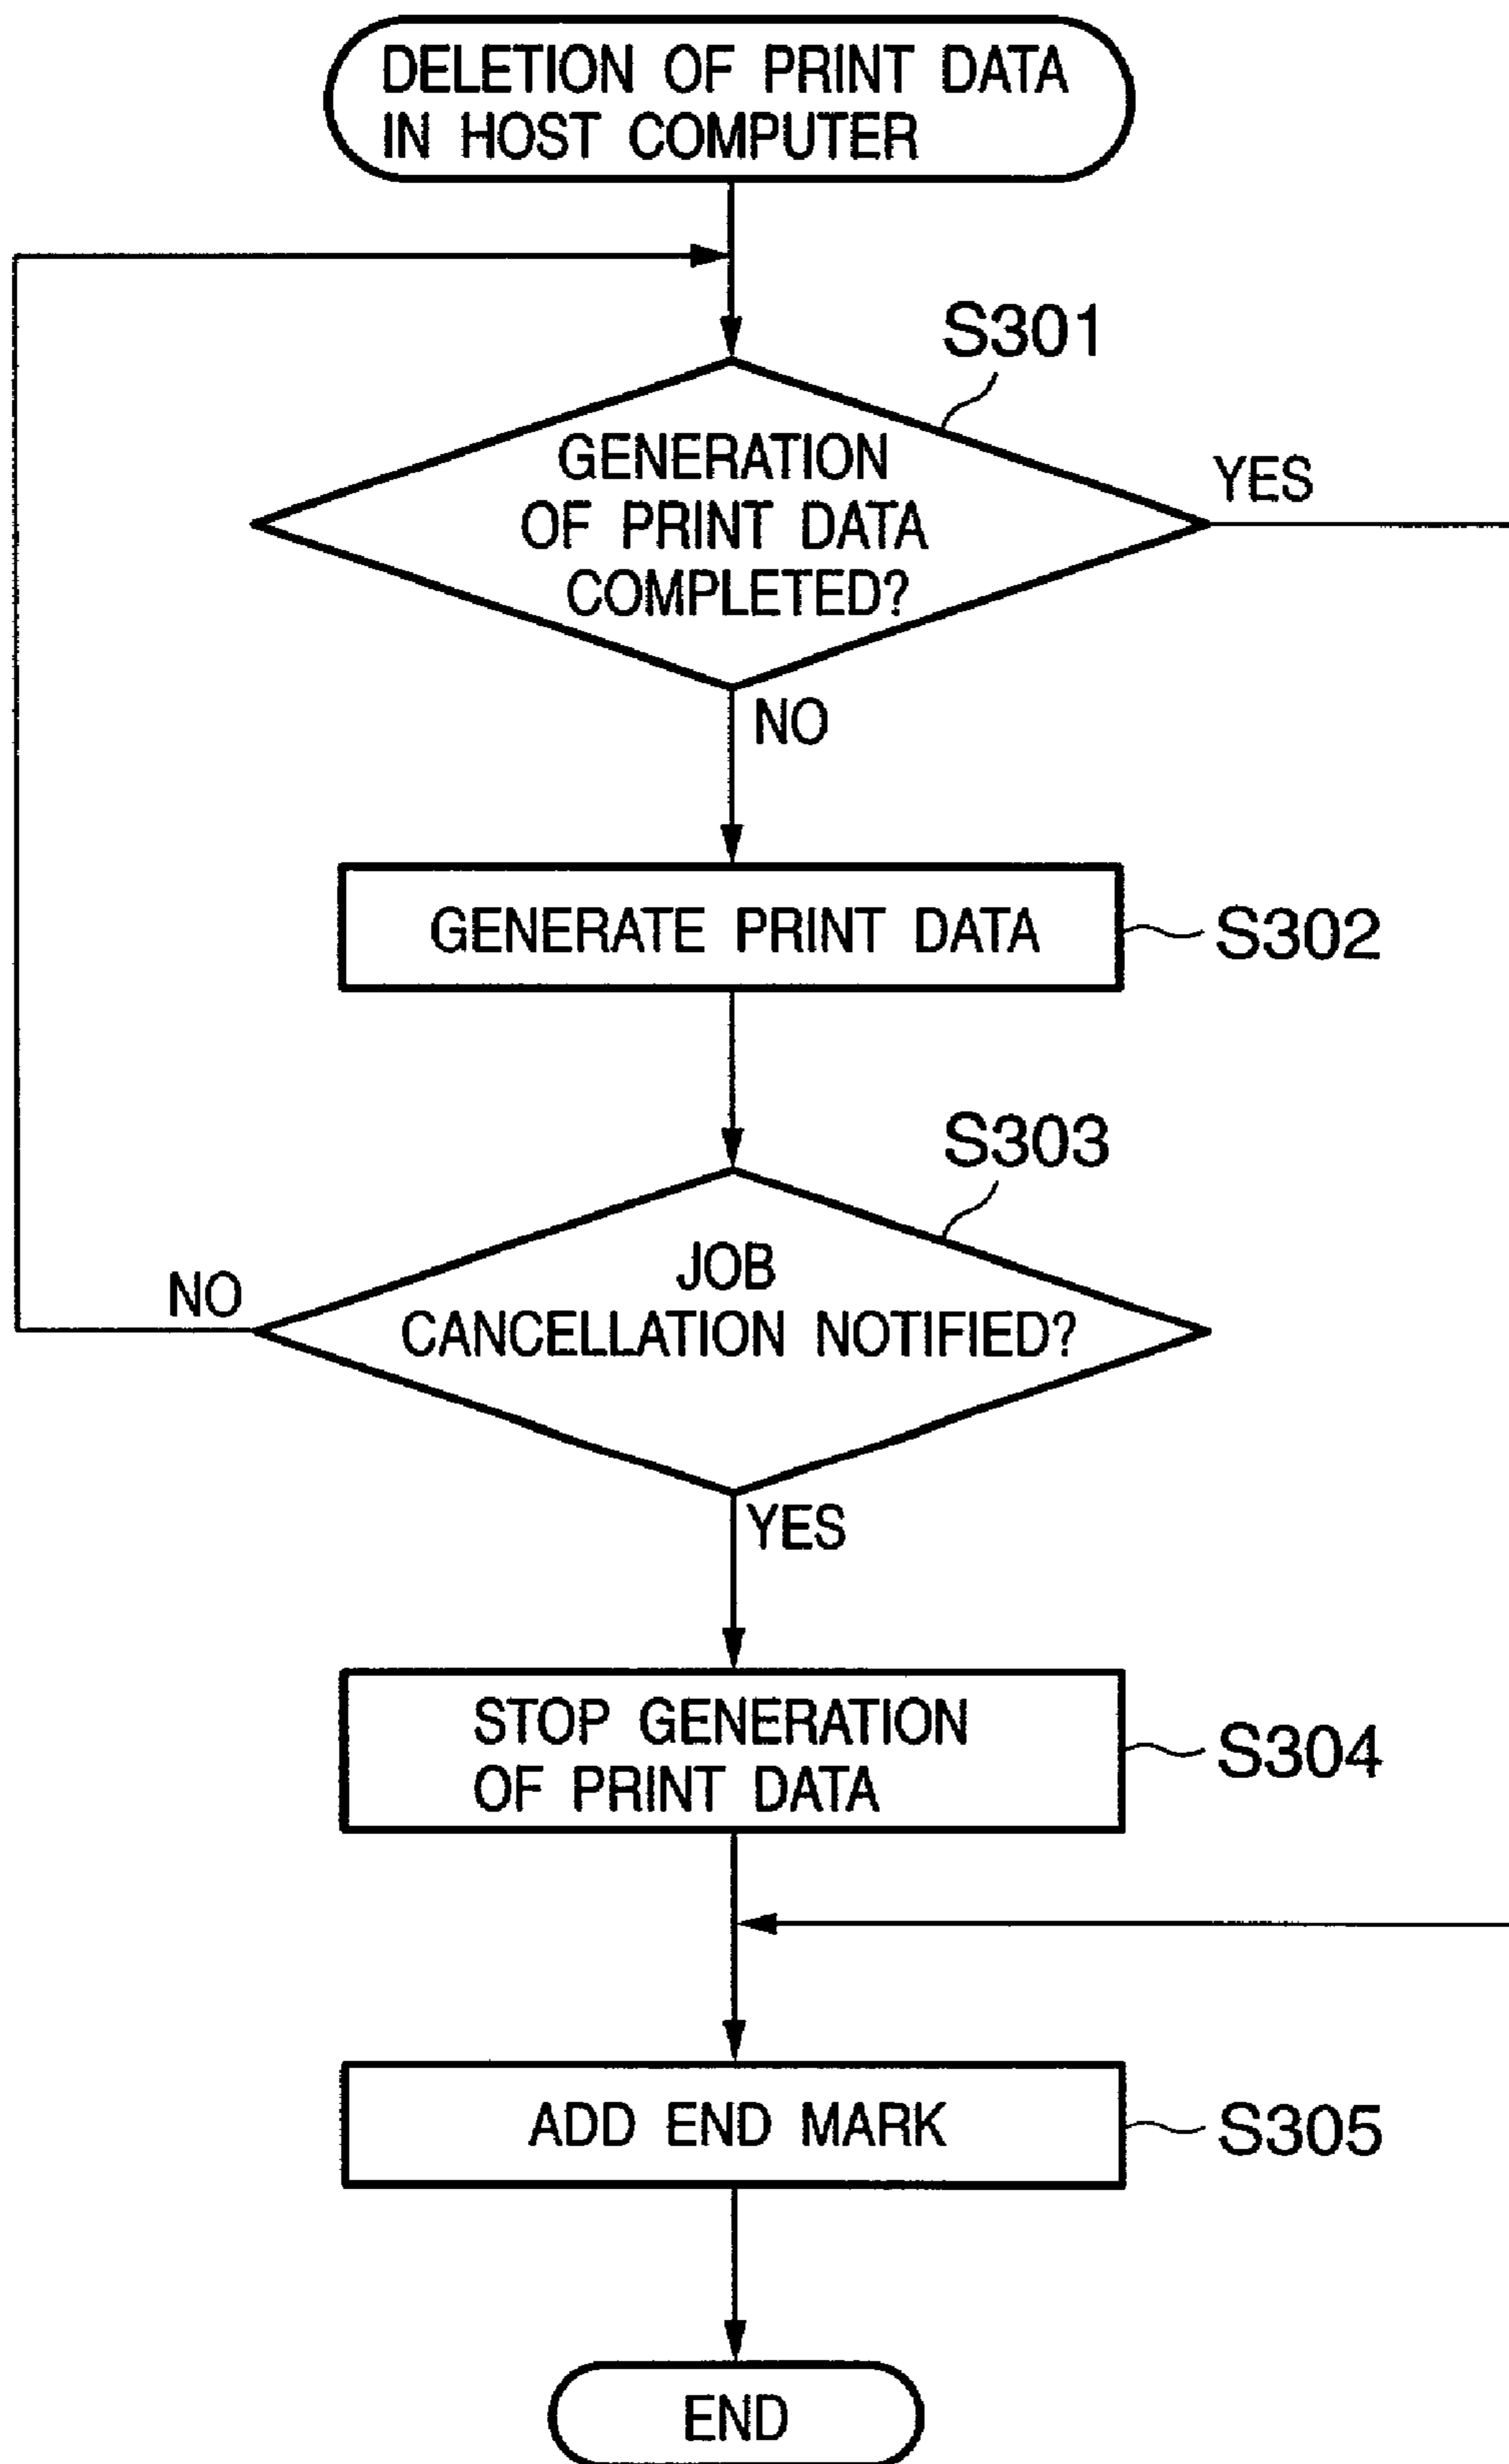 DELETION OF PRINT DATA
IN HOST COMPUTER
S301
GENERATION
OF PRINT DATA
COMPLETED?
YES
NO
GENERATE PRINT DATA
S302
S303
JOB
CANCELLATION NOTIFIED?
NO
YES
STOP GENERATION
OF PRINT DATA
S304
ADD END MARK
S305
END